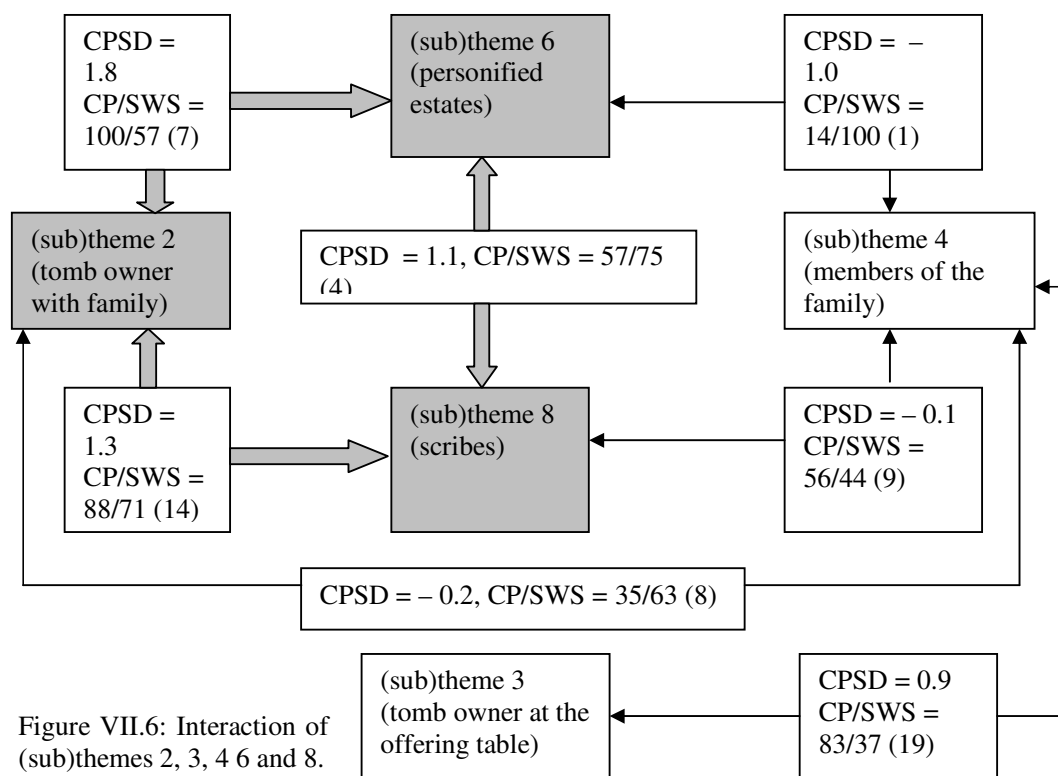 CPSD =
1.8
CP/SWS =
100/57 (7)
(sub)theme 6
(personified
estates)
CPSD = –
1.0
CP/SWS =
14/100 (1)
(sub)theme 2
(tomb owner
with family)
CPSD = 1.1, CP/SWS = 57/75
(4)
(sub)theme 4
(members of the
family)
CPSD =
1.3
CP/SWS =
88/71 (14)
(sub)theme 8
(scribes)
CPSD = – 0.1
CP/SWS =
56/44 (9)
CPSD = – 0.2, CP/SWS = 35/63 (8)
(sub)theme 3
(tomb owner at the
offering table)
CPSD = 0.9
CP/SWS =
83/37 (19)
Figure VII.6: Interaction of
(sub)themes 2, 3, 4 6 and 8.